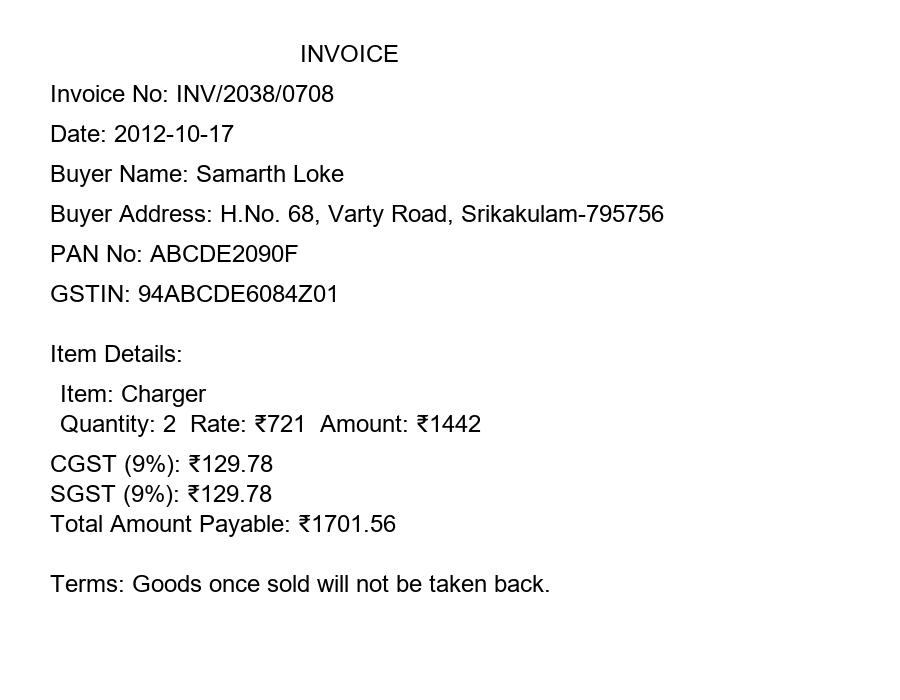 INVOICE
Invoice No: INV/2038/0708
Date: 2012-10-17
Buyer Name: Samarth Loke
Buyer Address: H.No. 68, Varty Road, Srikakulam-795756
PAN No: ABCDE2090F
GSTIN: 94ABCDE6084Z01
Item Details:
Item: Charger
Quantity: 2  Rate: ₹721  Amount: ₹1442
CGST (9%): ₹129.78
SGST (9%): ₹129.78
Total Amount Payable: ₹1701.56
Terms: Goods once sold will not be taken back.